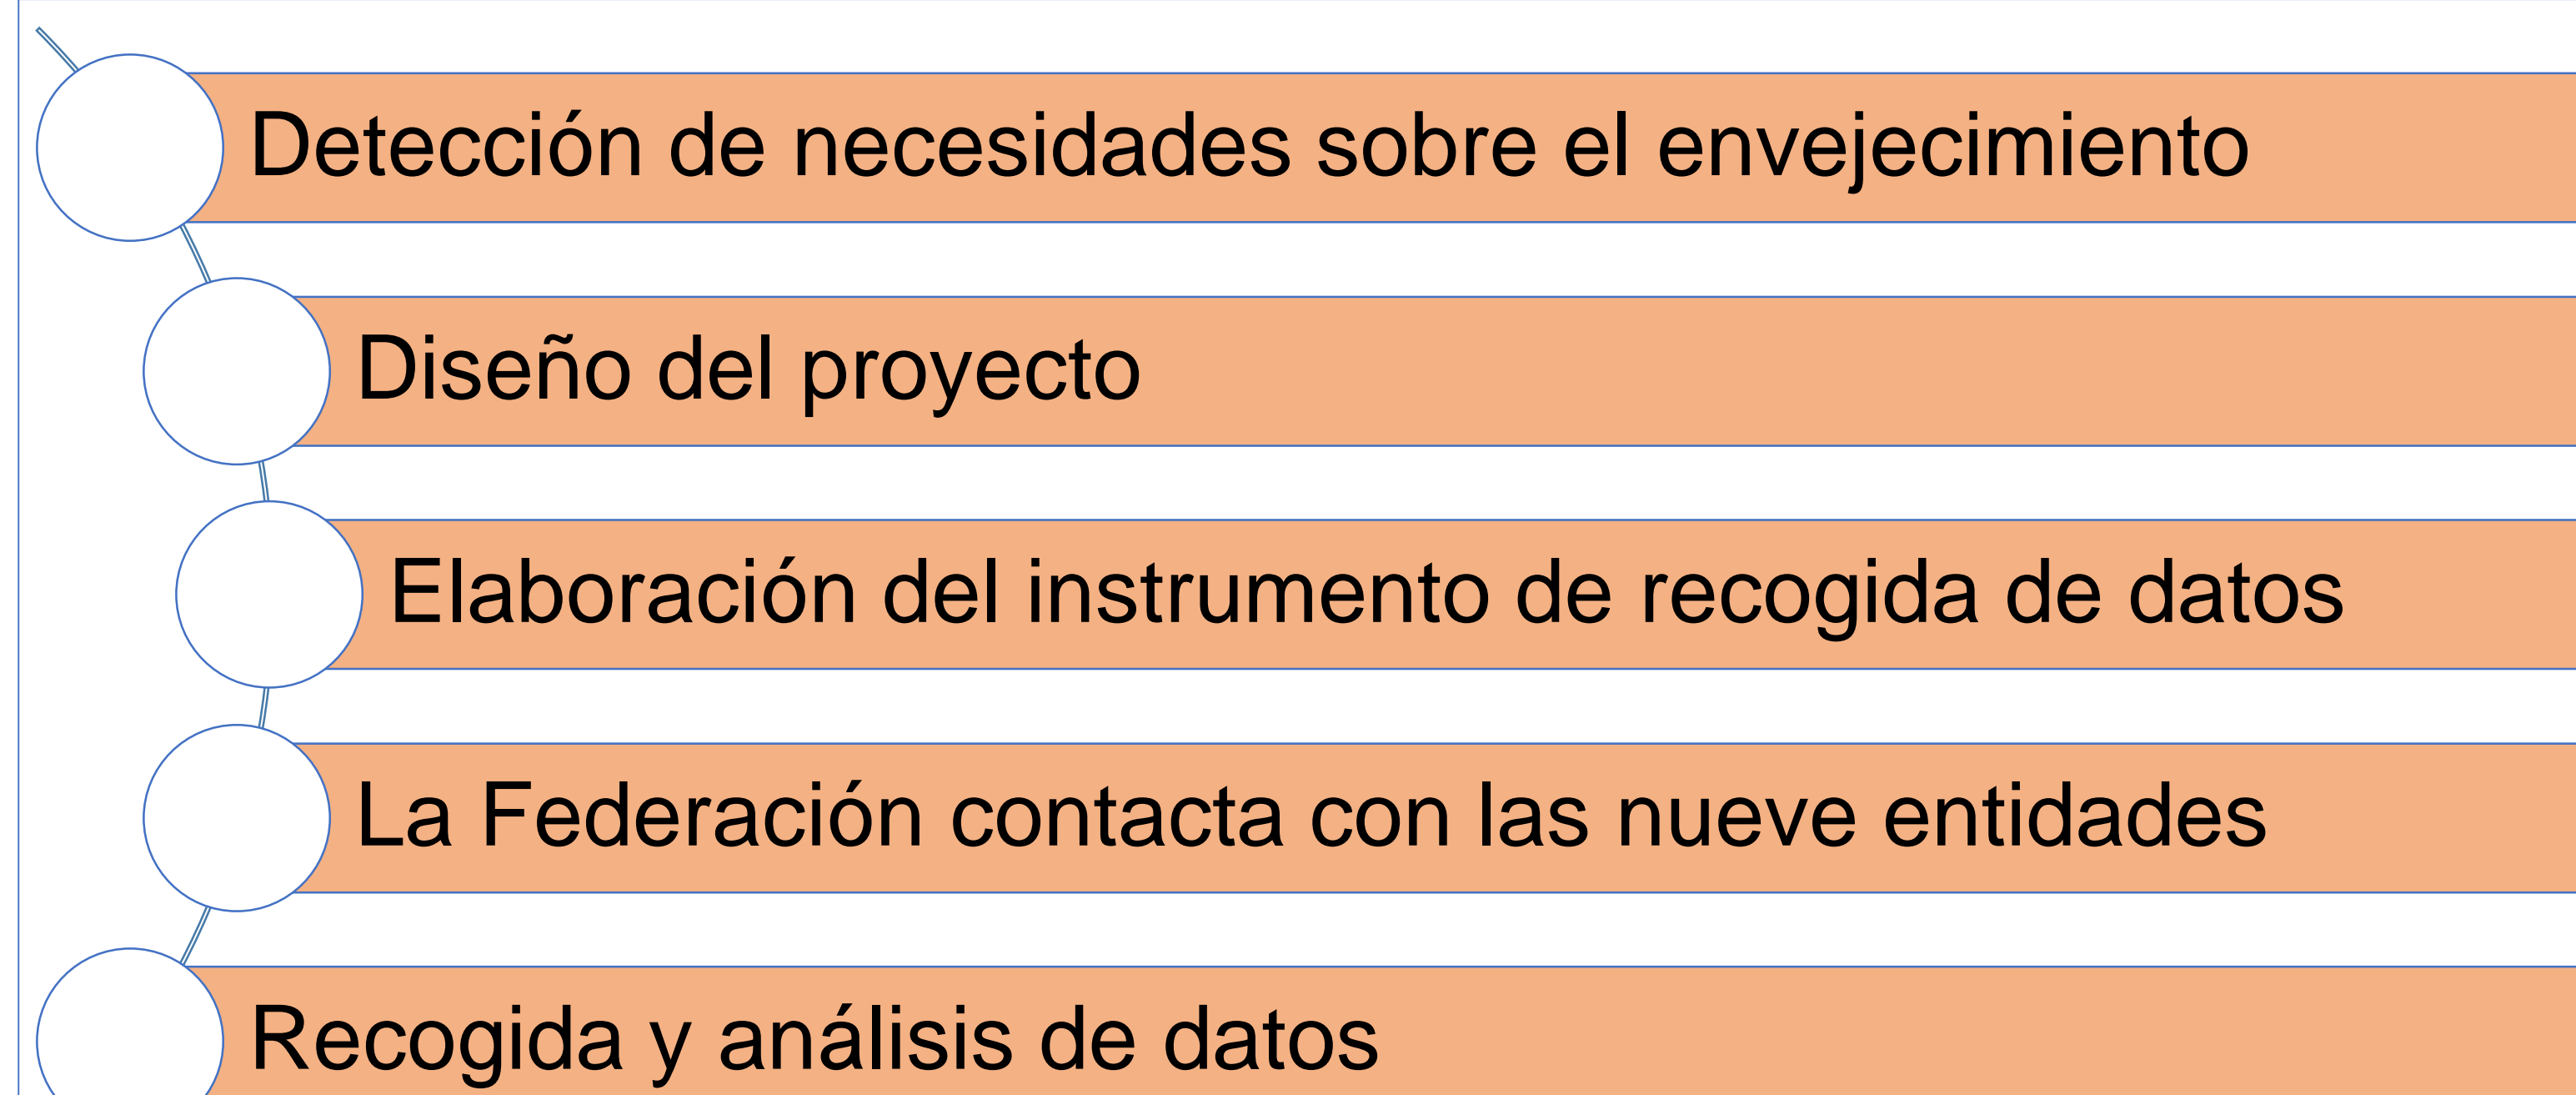 Detección de necesidades sobre el envejecimiento
Diseño del proyecto
Elaboración del instrumento de recogida de datos
La Federación contacta con las nueve entidades
Recogida y análisis de datos